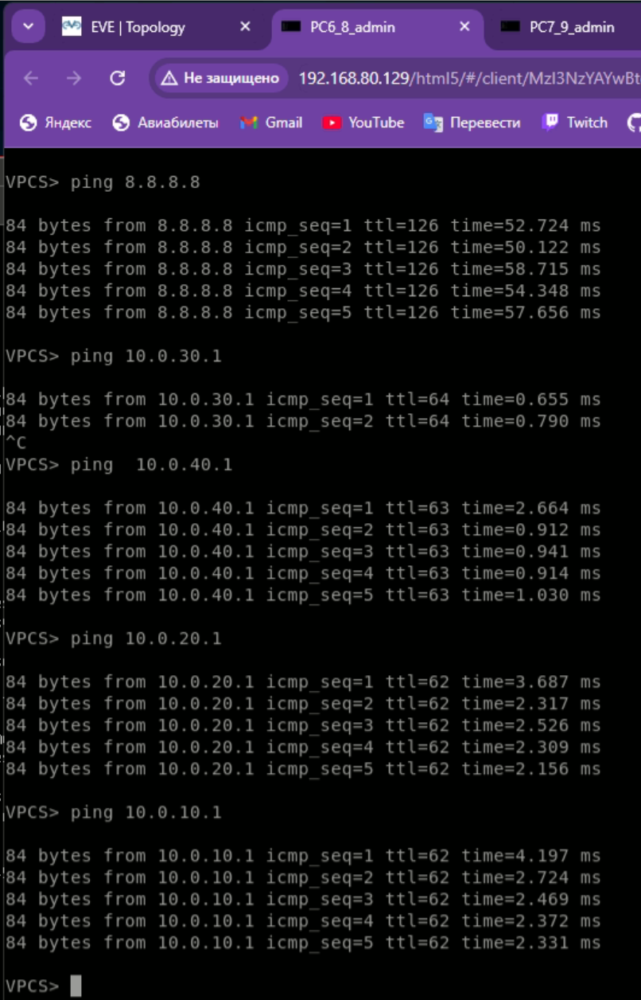 EVE | Topology
PC6_8_admin
PC7_9_admin
Не защищено 192.168.80.129/html5/#/client/MzI3NzYAYwBt
Яндекс Авиабилеты Gmail YouTube Перевести Twitch
VPCS> ping 8.8.8.8
84 bytes from 8.8.8.8 icmp_seq=1 ttl=126 time=52.724 ms
84 bytes from 8.8.8.8 icmp_seq=2 ttl=126 time=50.122 ms
84 bytes from 8.8.8.8 icmp_seq=3 ttl=126 time=58.715 ms
84 bytes from 8.8.8.8 icmp_seq=4 ttl=126 time=54.348 ms
84 bytes from 8.8.8.8 icmp_seq=5 ttl=126 time=57.656 ms
VPCS> ping 10.0.30.1
84 bytes from 10.0.30.1 icmp_seq=1 ttl=64 time=0.655 ms
84 bytes from 10.0.30.1 icmp_seq=2 ttl=64 time=0.790 ms
^C
VPCS> ping  10.0.40.1
84 bytes from 10.0.40.1 icmp_seq=1 ttl=63 time=2.664 ms
84 bytes from 10.0.40.1 icmp_seq=2 ttl=63 time=0.912 ms
84 bytes from 10.0.40.1 icmp_seq=3 ttl=63 time=0.941 ms
84 bytes from 10.0.40.1 icmp_seq=4 ttl=63 time=0.914 ms
84 bytes from 10.0.40.1 icmp_seq=5 ttl=63 time=1.030 ms
VPCS> ping 10.0.20.1
84 bytes from 10.0.20.1 icmp_seq=1 ttl=62 time=3.687 ms
84 bytes from 10.0.20.1 icmp_seq=2 ttl=62 time=2.317 ms
84 bytes from 10.0.20.1 icmp_seq=3 ttl=62 time=2.526 ms
84 bytes from 10.0.20.1 icmp_seq=4 ttl=62 time=2.309 ms
84 bytes from 10.0.20.1 icmp_seq=5 ttl=62 time=2.156 ms
VPCS> ping 10.0.10.1
84 bytes from 10.0.10.1 icmp_seq=1 ttl=62 time=4.197 ms
84 bytes from 10.0.10.1 icmp_seq=2 ttl=62 time=2.724 ms
84 bytes from 10.0.10.1 icmp_seq=3 ttl=62 time=2.469 ms
84 bytes from 10.0.10.1 icmp_seq=4 ttl=62 time=2.372 ms
84 bytes from 10.0.10.1 icmp_seq=5 ttl=62 time=2.331 ms
VPCS>